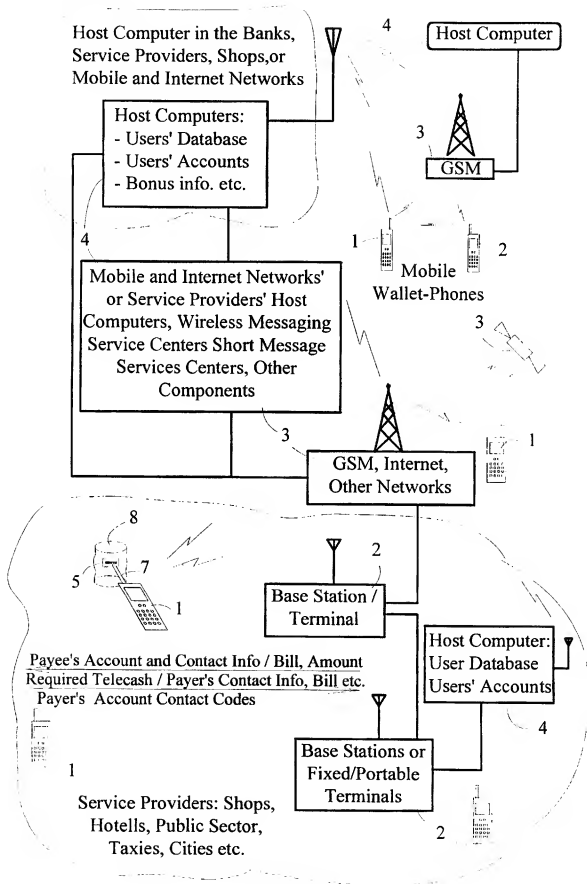 Host Computer in the Banks,
Service Providers, Shops,or
Mobile and Internet Networks
4
Host Computer
Host Computers:
- Users' Database
- Users' Accounts
- Bonus info. etc.
3
GSM
4
1
2
Mobile
Wallet-Phones
Mobile and Internet Networks'
or Service Providers' Host
Computers, Wireless Messaging
Service Centers Short Message
Services Centers, Other
Components
3
3
1
GSM, Internet,
Other Networks
8
5
7
1
2
Base Station /
Terminal
Host Computer:
User Database
Users' Accounts
4
Payee's Account and Contact Info / Bill, Amount
Required Telecash / Payer's Contact Info, Bill etc.
Payer's Account Contact Codes
1
Base Stations or
Fixed/Portable
Terminals
2
Service Providers: Shops,
Hotells, Public Sector,
Taxies, Cities etc.